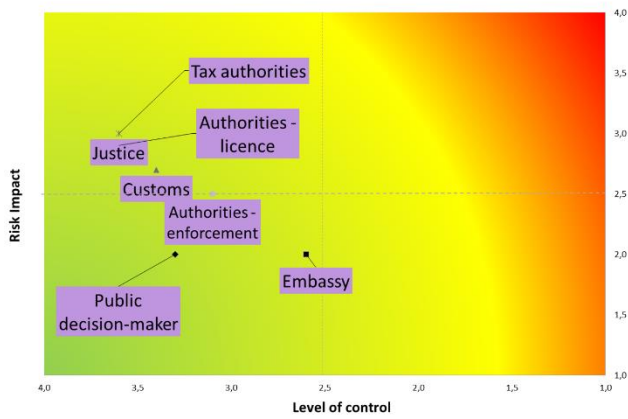 4,0
Tax authorities
3,5
Authorities -
licence
3,0
Justice
Customs
2,5
Authorities -
enforcement
Risk Impact
2,0
Embassy
Public
decision-maker
1,5
1,0
4,0 3,5 3,0 2,5 2,0 1,5 1,0
Level of control